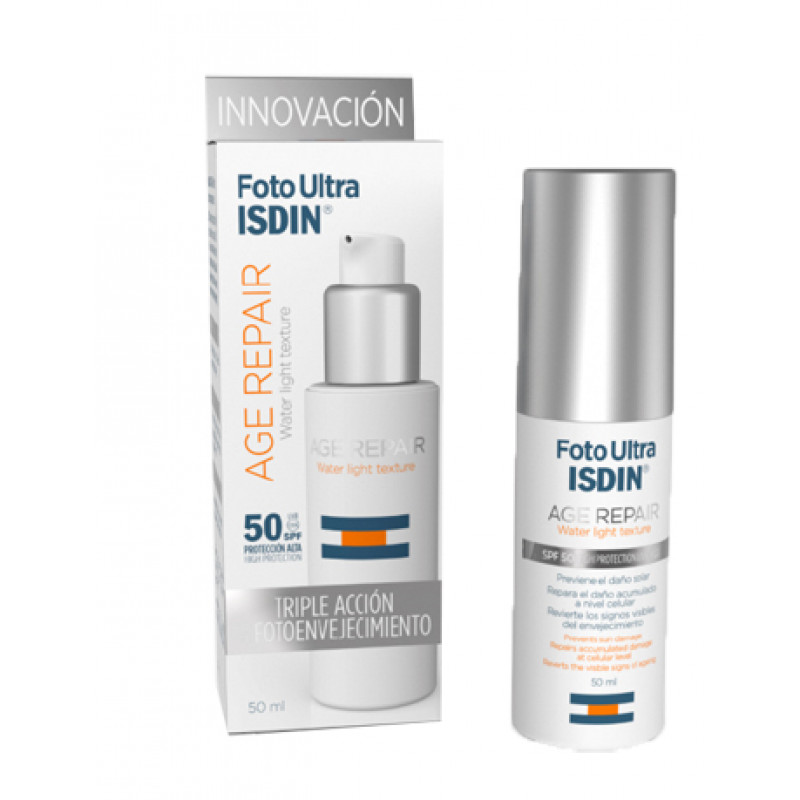 INNOVACIÓN
Foto Ultra
ISDIN®
AGE REPAIR
Water light texture
AGE REPAIR
Water light texture
50
SPF
PROTECCIÓN ALTA
HIGH PROTECTION
TRIPLE ACCIÓN
FOTOENVEJECIMIENTO
50 ml
Foto Ultra
ISDIN®
AGE REPAIR
Water light texture
SPF 50 PROTECTION
Previene el daño solar
Repara el daño acumulado
a nivel celular
Revierte los signos visibles
del envejecimiento
Prevents sun damage
Repairs accumulated damage
at cellular level
Reverts the visible signs of aging
50 ml